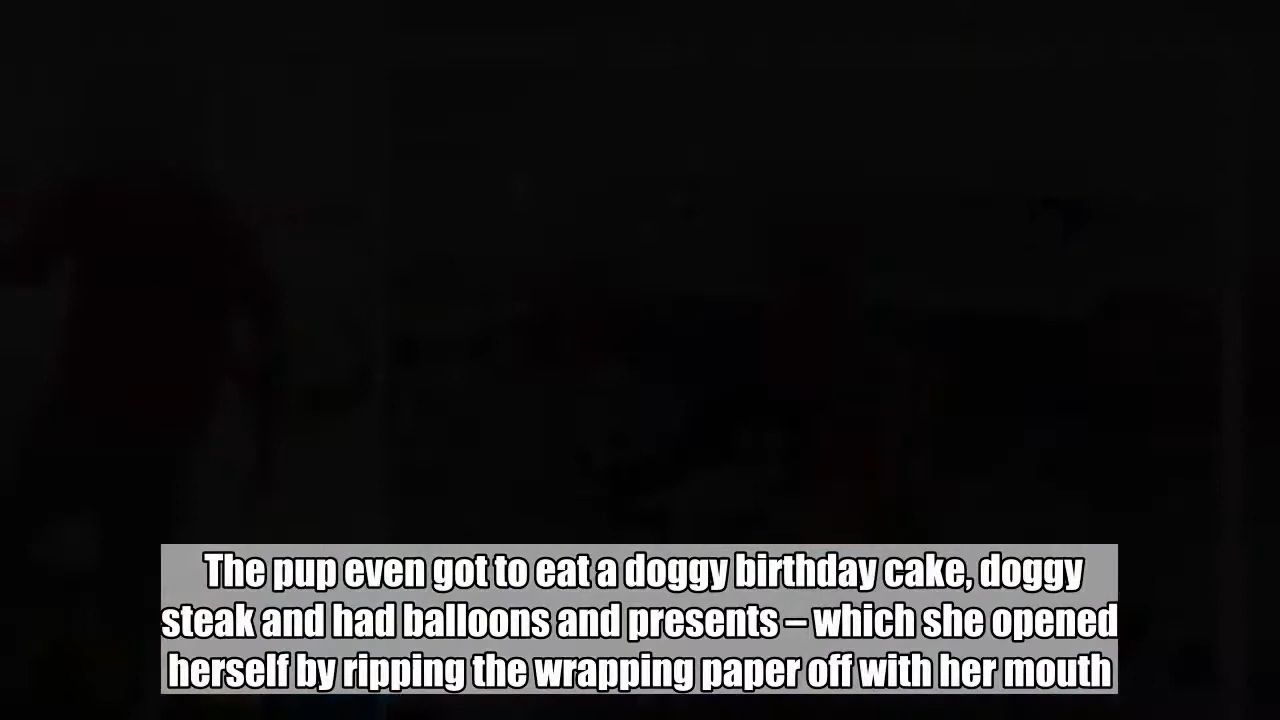 The pup even got to eat a doggy birthday cake, doggy
steak and had balloons and presents – which she opened
herself by ripping the wrapping paper off with her mouth